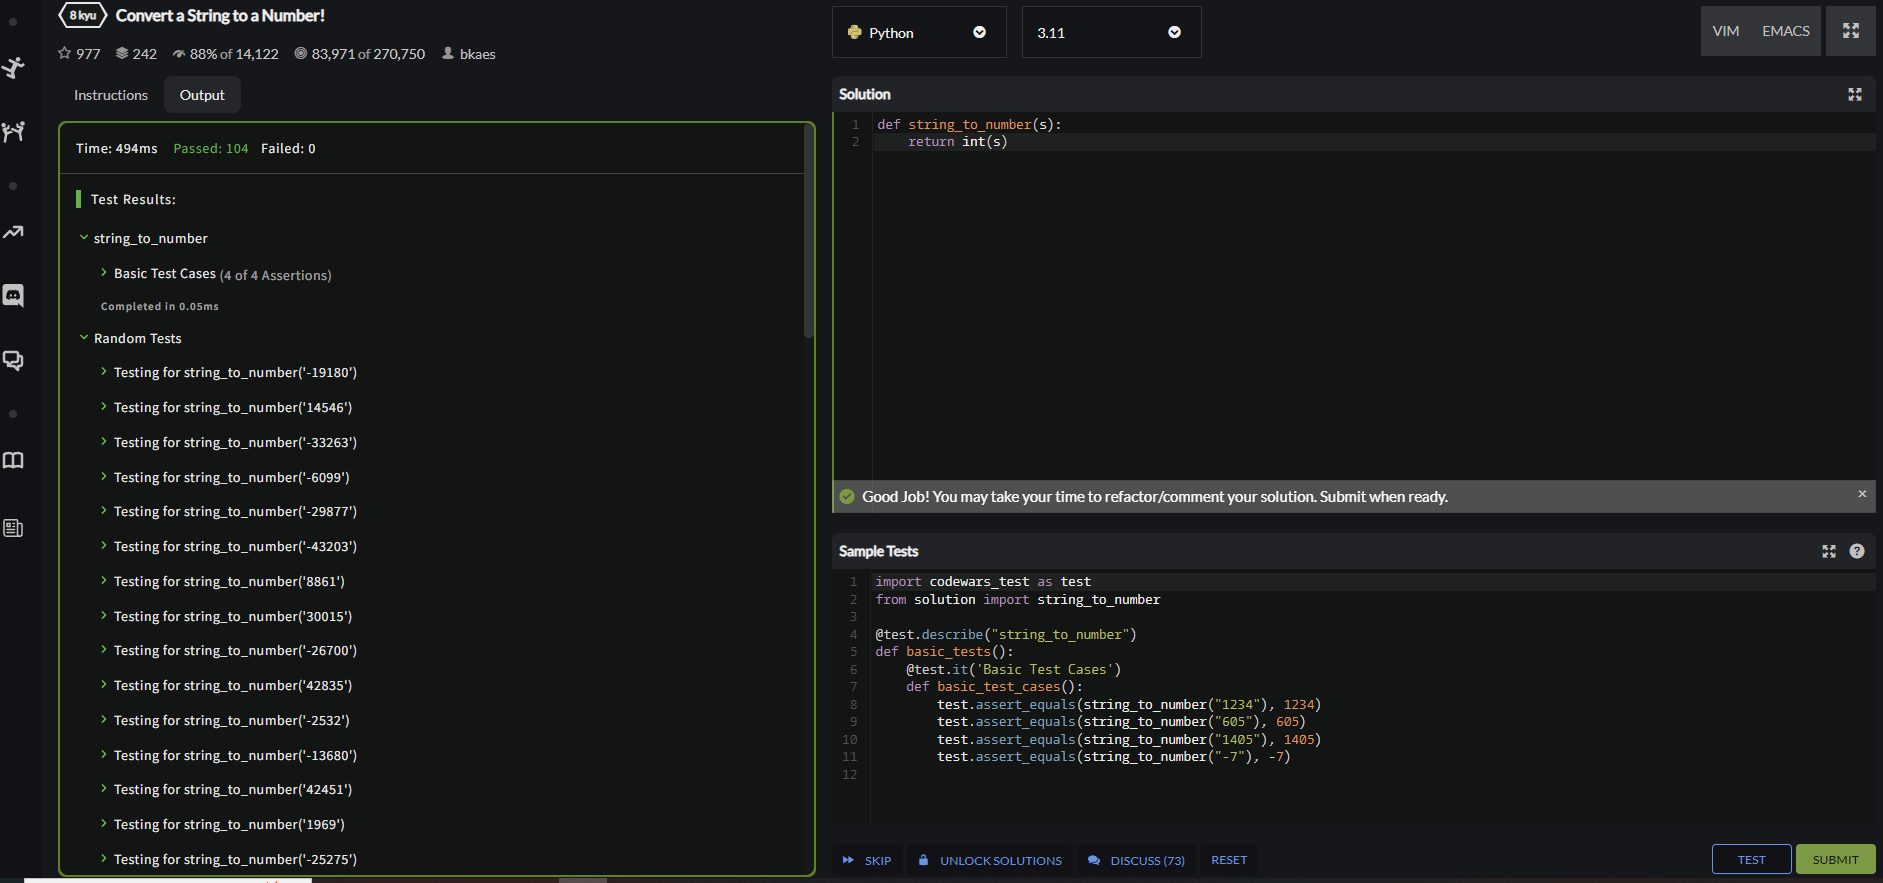 8 kyu Convert a String to a Number!
977 242 88% of 14,122 83,971 of 270,750 bkaes
Instructions Output
Time: 494ms Passed: 104 Failed: 0
Test Results:
string_to_number
Basic Test Cases (4 of 4 Assertions)
Completed in 0.05ms
Random Tests
Testing for string_to_number('-19180')
Testing for string_to_number('14546')
Testing for string_to_number('-33263')
Testing for string_to_number('-6099')
Testing for string_to_number('-29877')
Testing for string_to_number('-43203')
Testing for string_to_number('8861')
Testing for string_to_number('30015')
Testing for string_to_number('-26700')
Testing for string_to_number('42835')
Testing for string_to_number('-2532')
Testing for string_to_number('-13680')
Testing for string_to_number('42451')
Testing for string_to_number('1969')
Testing for string_to_number('-25275')
Python 3.11 VIM EMACS
Solution
1 def string_to_number(s):
2     return int(s)
Good Job! You may take your time to refactor/comment your solution. Submit when ready. ×
Sample Tests ?
1 import codewars_test as test
2 from solution import string_to_number
3
4 @test.describe("string_to_number")
5 def basic_tests():
6     @test.it('Basic Test Cases')
7     def basic_test_cases():
8         test.assert_equals(string_to_number("1234"), 1234)
9         test.assert_equals(string_to_number("605"), 605)
10         test.assert_equals(string_to_number("1405"), 1405)
11         test.assert_equals(string_to_number("-7"), -7)
12
SKIP UNLOCK SOLUTIONS DISCUSS (73) RESET TEST SUBMIT